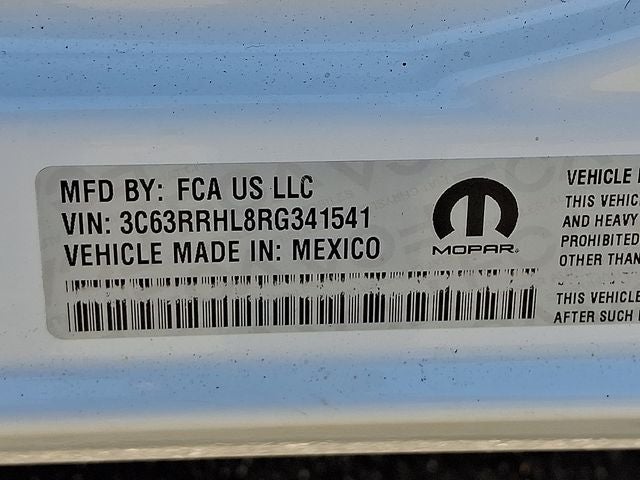 MFD BY: FCA US LLC
VIN: 3C63RRHL8RG341541
VEHICLE MADE IN: MEXICO
MOPAR®
VEHICLE
THIS VEHIC
AND HEAVY
PROHIBITED
OTHER THAN
THIS VEHICLE
AFTER SUCH